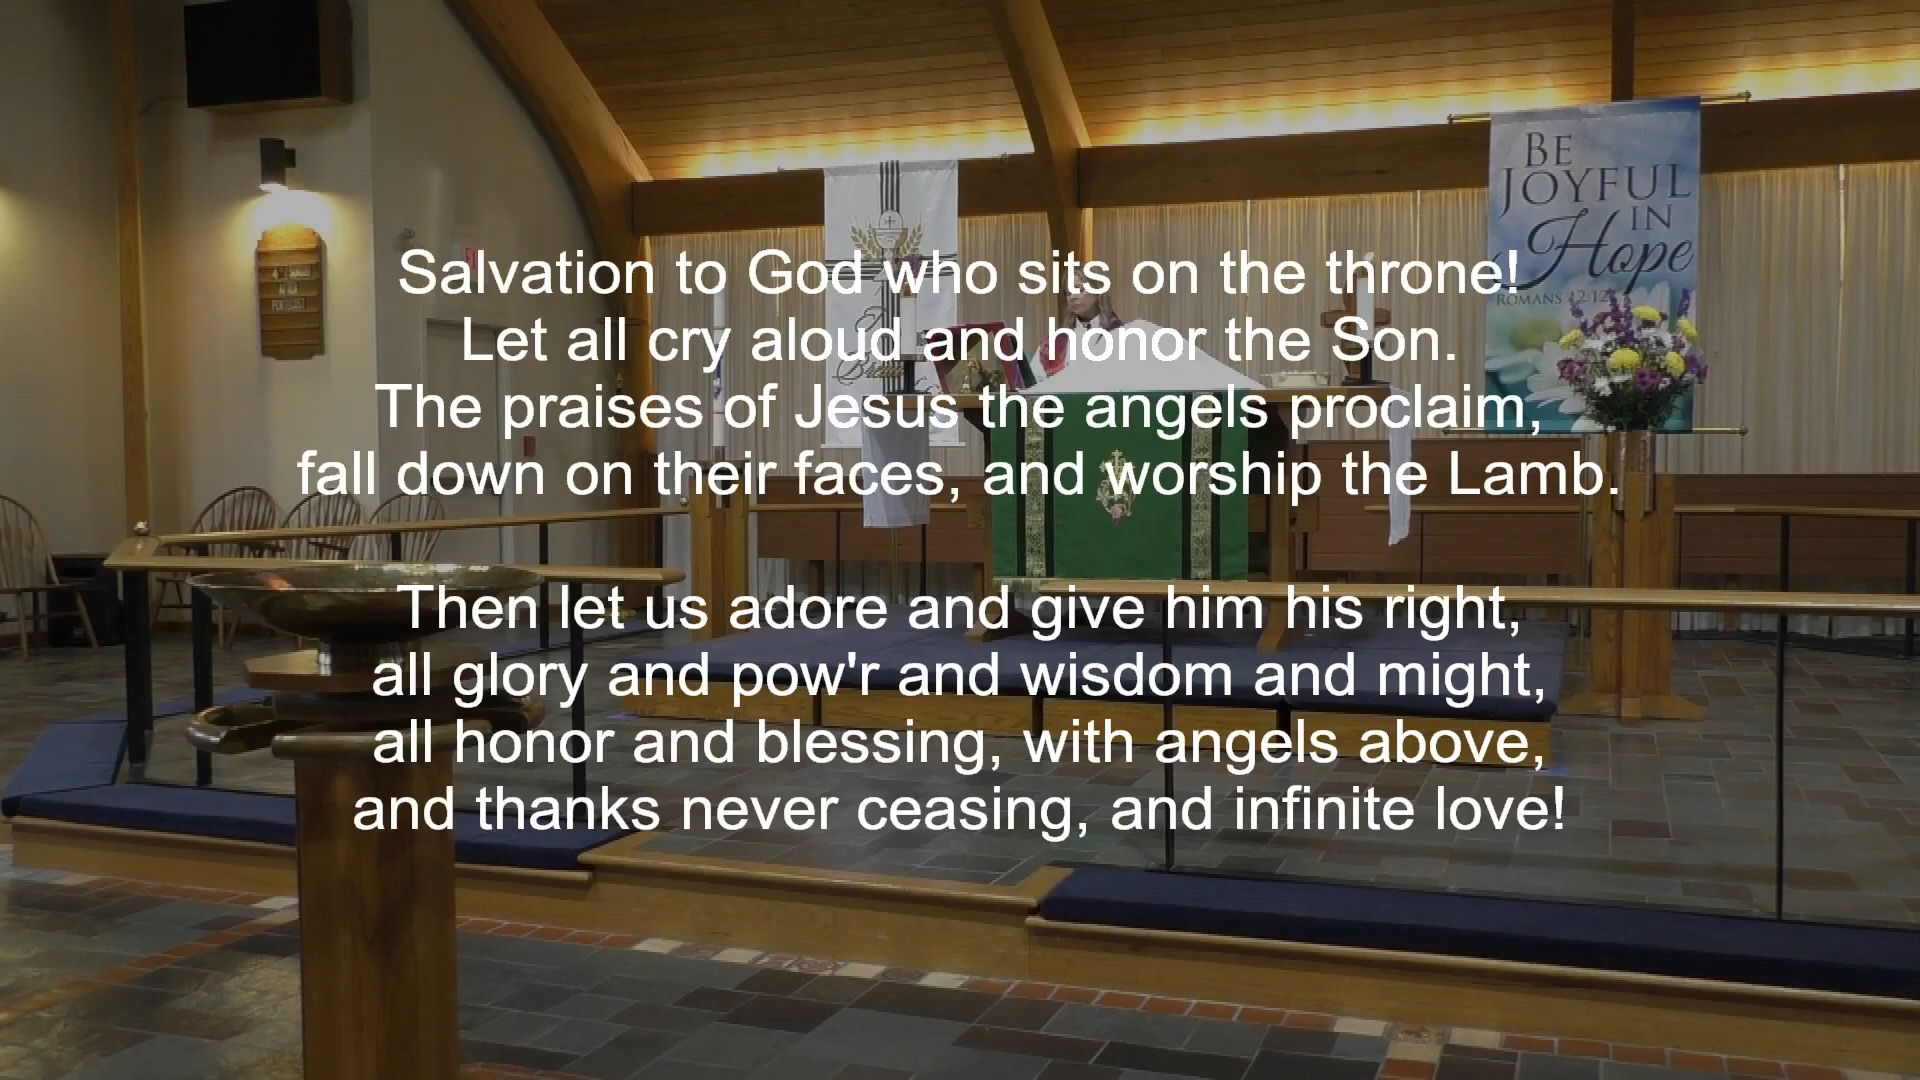 Salvation to God who sits on the throne!
Let all cry aloud and honor the Son.
The praises of Jesus the angels proclaim,
fall down on their faces, and worship the Lamb.
Then let us adore and give him his right,
all glory and pow'r and wisdom and might,
all honor and blessing, with angels above,
and thanks never ceasing, and infinite love!
BE
JOYFUL
IN
Hope
ROMANS 12:12
PENTECOST